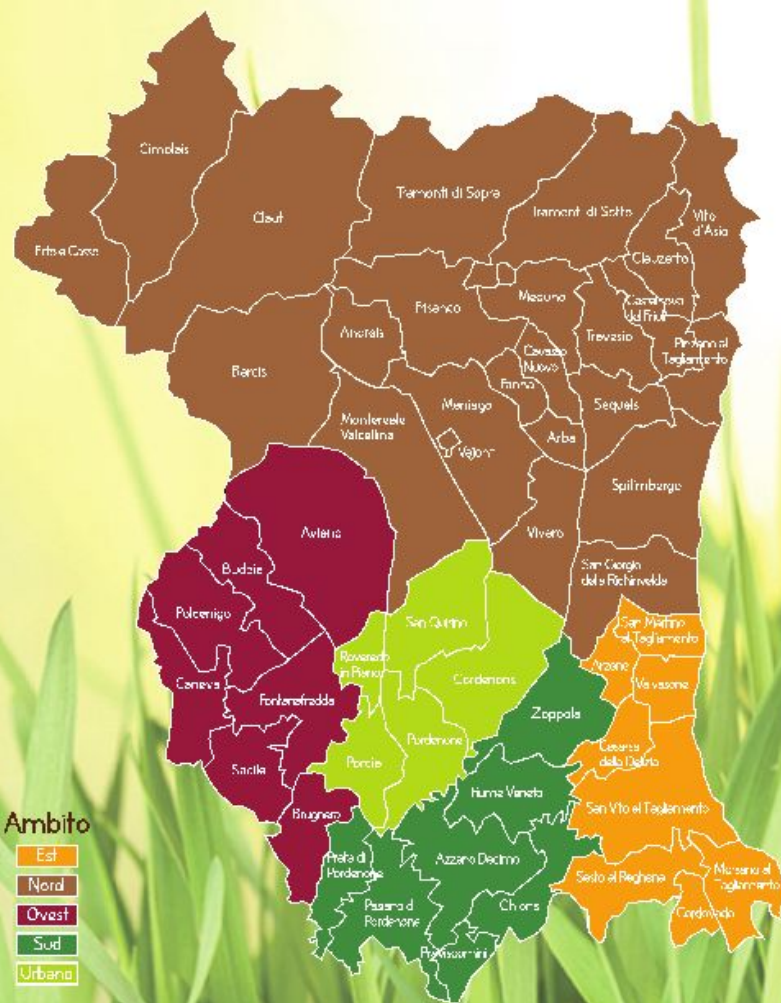 Cimolais
Claut
Tramonti di Sopra
Tramonti di Sotto
Vito
d'Asio
Erto e Casso
Clauzetto
Frisanco
Meduno
Castelnovo
del Friuli
Andreis
Travesio
Pinzano al
Tagliamento
Barcis
Cavasso
Nuovo
Fanna
Maniago
Sequals
Montereale
Valcellina
Arba
Vajont
Spilimbergo
Aviano
Vivaro
Budoia
San Giorgio
della Richinvelda
Polcenigo
San Quirino
San Martino
al Tagliamento
Roveredo
in Piano
Arzene
Caneva
Cordenons
Valvasone
Fontanafredda
Zoppola
Pordenone
Casarsa
della Delizia
Sacile
Porcia
Fiume Veneto
San Vito al Tagliamento
Brugnera
Prata di
Pordenone
Azzano Decimo
Sesto al Reghena
Morsano al
Tagliamento
Pasiano di
Pordenone
Chions
Cordovado
Pravisdomini
Ambito
Est
Nord
Ovest
Sud
Urbano